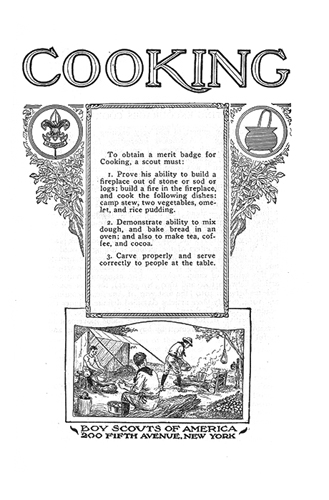 COOKING
To obtain a merit badge for
Cooking, a scout must:
1. Prove his ability to build a
fireplace out of stone or sod or
logs; build a fire in the fireplace,
and cook the following dishes:
camp stew, two vegetables, ome-
let, and rice pudding.
2. Demonstrate ability to mix
dough, and bake bread in an
oven; and also to make tea, cof-
fee, and cocoa.
3. Carve properly and serve
correctly to people at the table.
BOY SCOUTS OF AMERICA
200 FIFTH AVENUE, NEW YORK